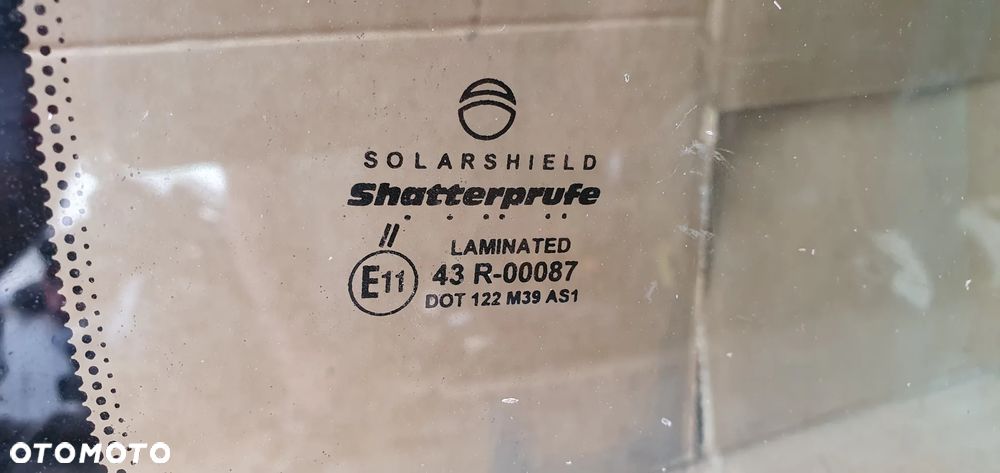 SOLARSHIELD
Shatterprufe
//
LAMINATED
E11 43 R-00087
DOT 122 M39 AS1
OTOMOTO